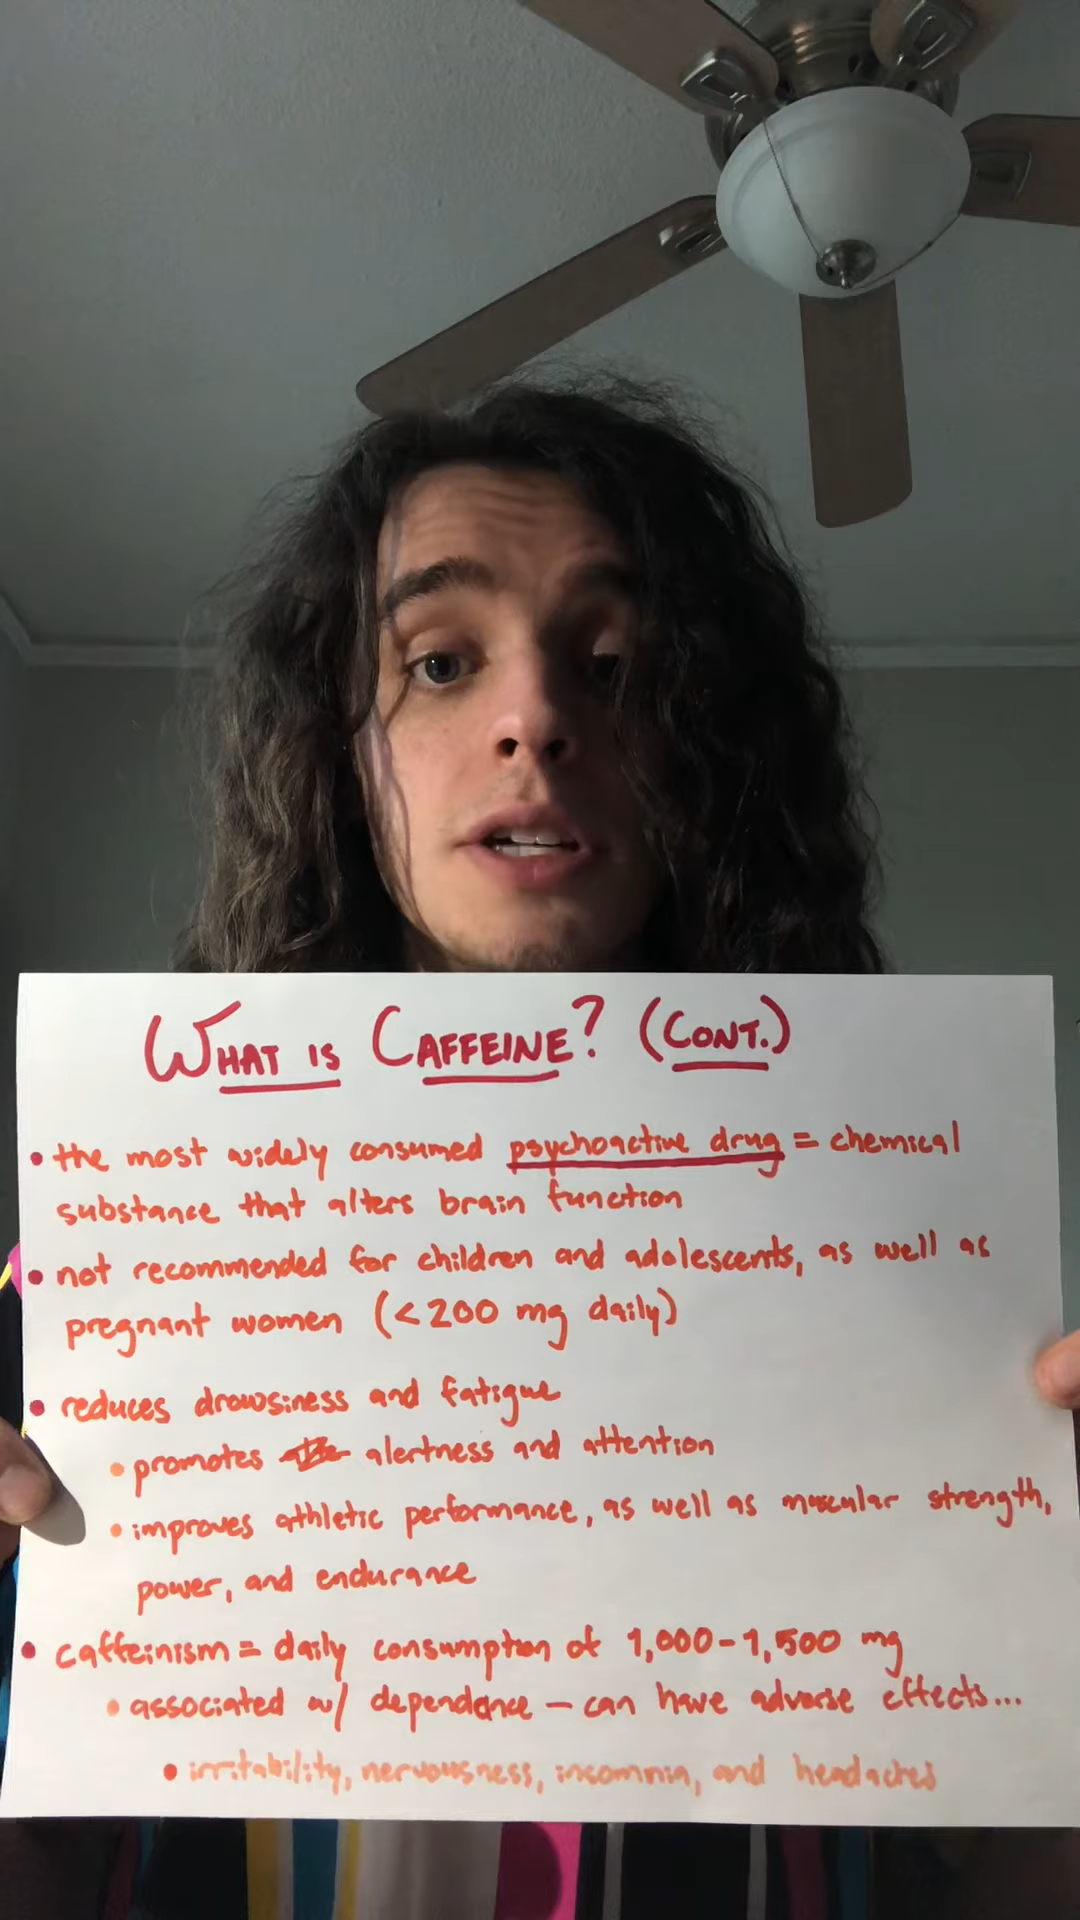 WHAT IS CAFFEINE? (CONT.)
• the most widely consumed psychoactive drug = chemical
substance that alters brain function
• not recommended for children and adolescents, as well as
pregnant women (<200 mg daily)
• reduces drowsiness and fatigue
• promotes alertness and attention
• improves athletic performance, as well as muscular strength,
power, and endurance
• caffeinism = daily consumption of 1,000-1,500 mg
• associated w/ dependence – can have adverse effects...
• irritability, nervousness, insomnia, and headaches